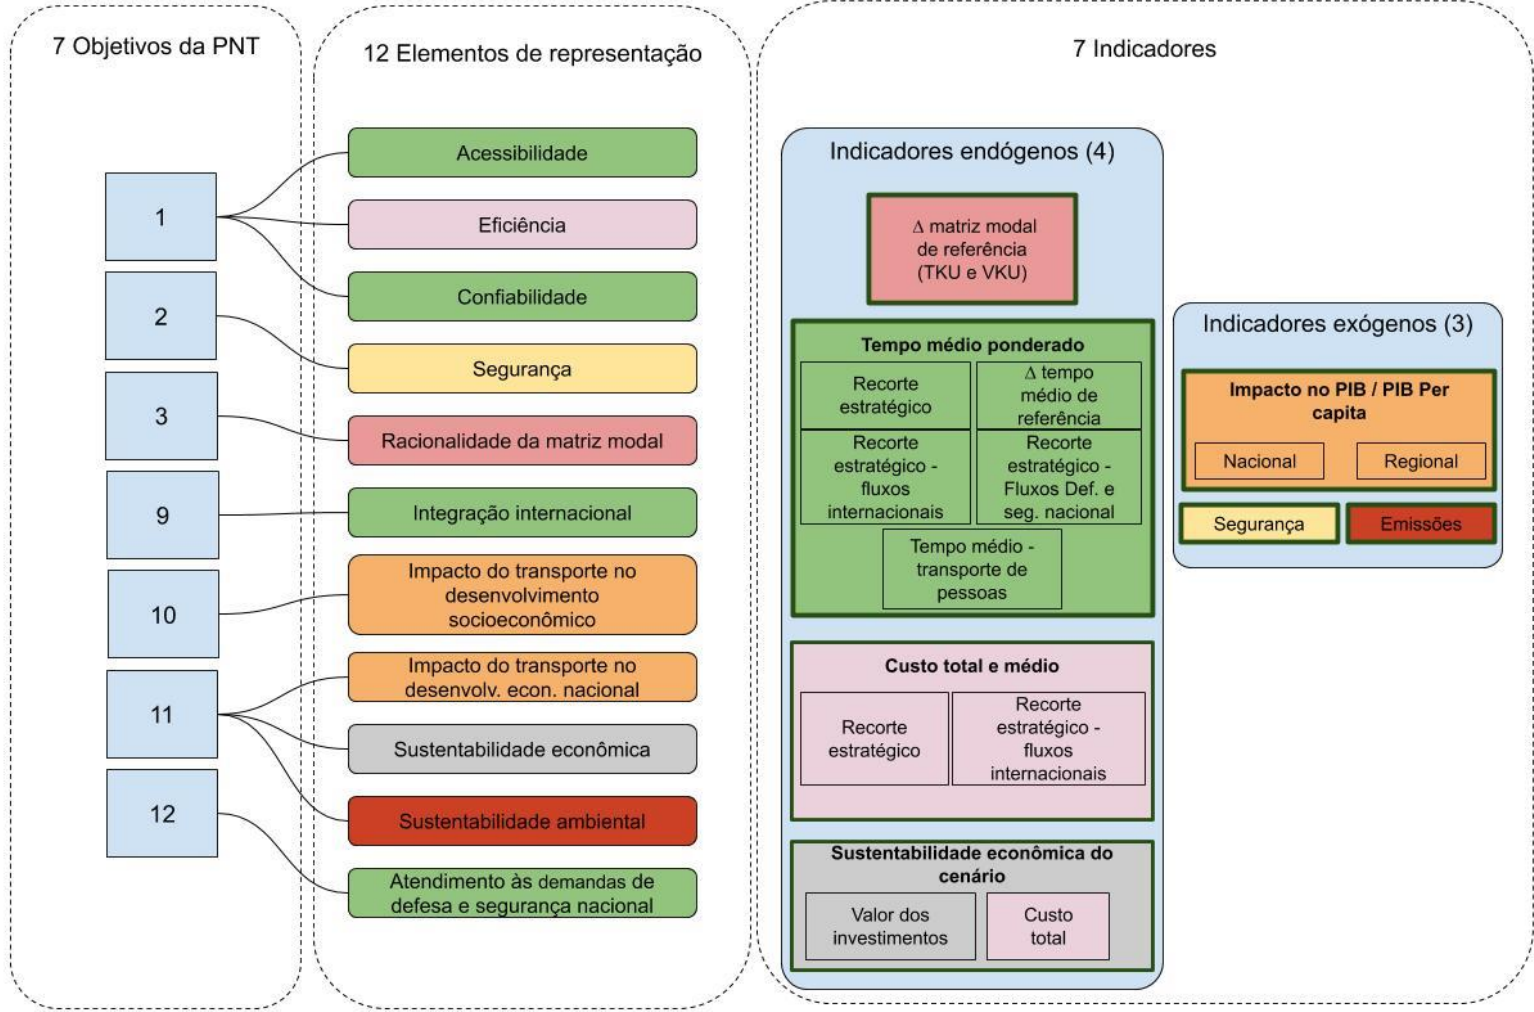 7 Objetivos da PNT
1
2
3
9
10
11
12
12 Elementos de representação
Acessibilidade
Eficiência
Confiabilidade
Segurança
Racionalidade da matriz modal
Integração internacional
Impacto do transporte no
desenvolvimento
socioeconômico
Impacto do transporte no
desenvolv. econ. nacional
Sustentabilidade econômica
Sustentabilidade ambiental
Atendimento às demandas de
defesa e segurança nacional
7 Indicadores
Indicadores endógenos (4)
Δ matriz modal
de referência
(TKU e VKU)
Tempo médio ponderado
Recorte
estratégico
Δ tempo
médio de
referência
Recorte
estratégico -
fluxos
internacionais
Recorte
estratégico -
Fluxos Def. e
seg. nacional
Tempo médio -
transporte de
pessoas
Custo total e médio
Recorte
estratégico
Recorte
estratégico -
fluxos
internacionais
Sustentabilidade econômica do
cenário
Valor dos
investimentos
Custo
total
Indicadores exógenos (3)
Impacto no PIB / PIB Per
capita
Nacional
Regional
Segurança
Emissões